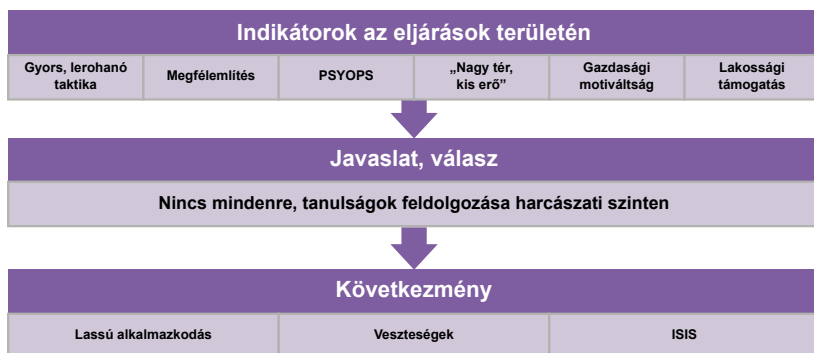 Indikátorok az eljárások területén
Gyors, lerohanó
taktika
Megfélemlítés
PSYOPS
„Nagy tér,
kis erő”
Gazdasági
motiváltság
Lakossági
támogatás
Javaslat, válasz
Nincs mindenre, tanulságok feldolgozása harcászati szinten
Következmény
Lassú alkalmazkodás
Veszteségek
ISIS